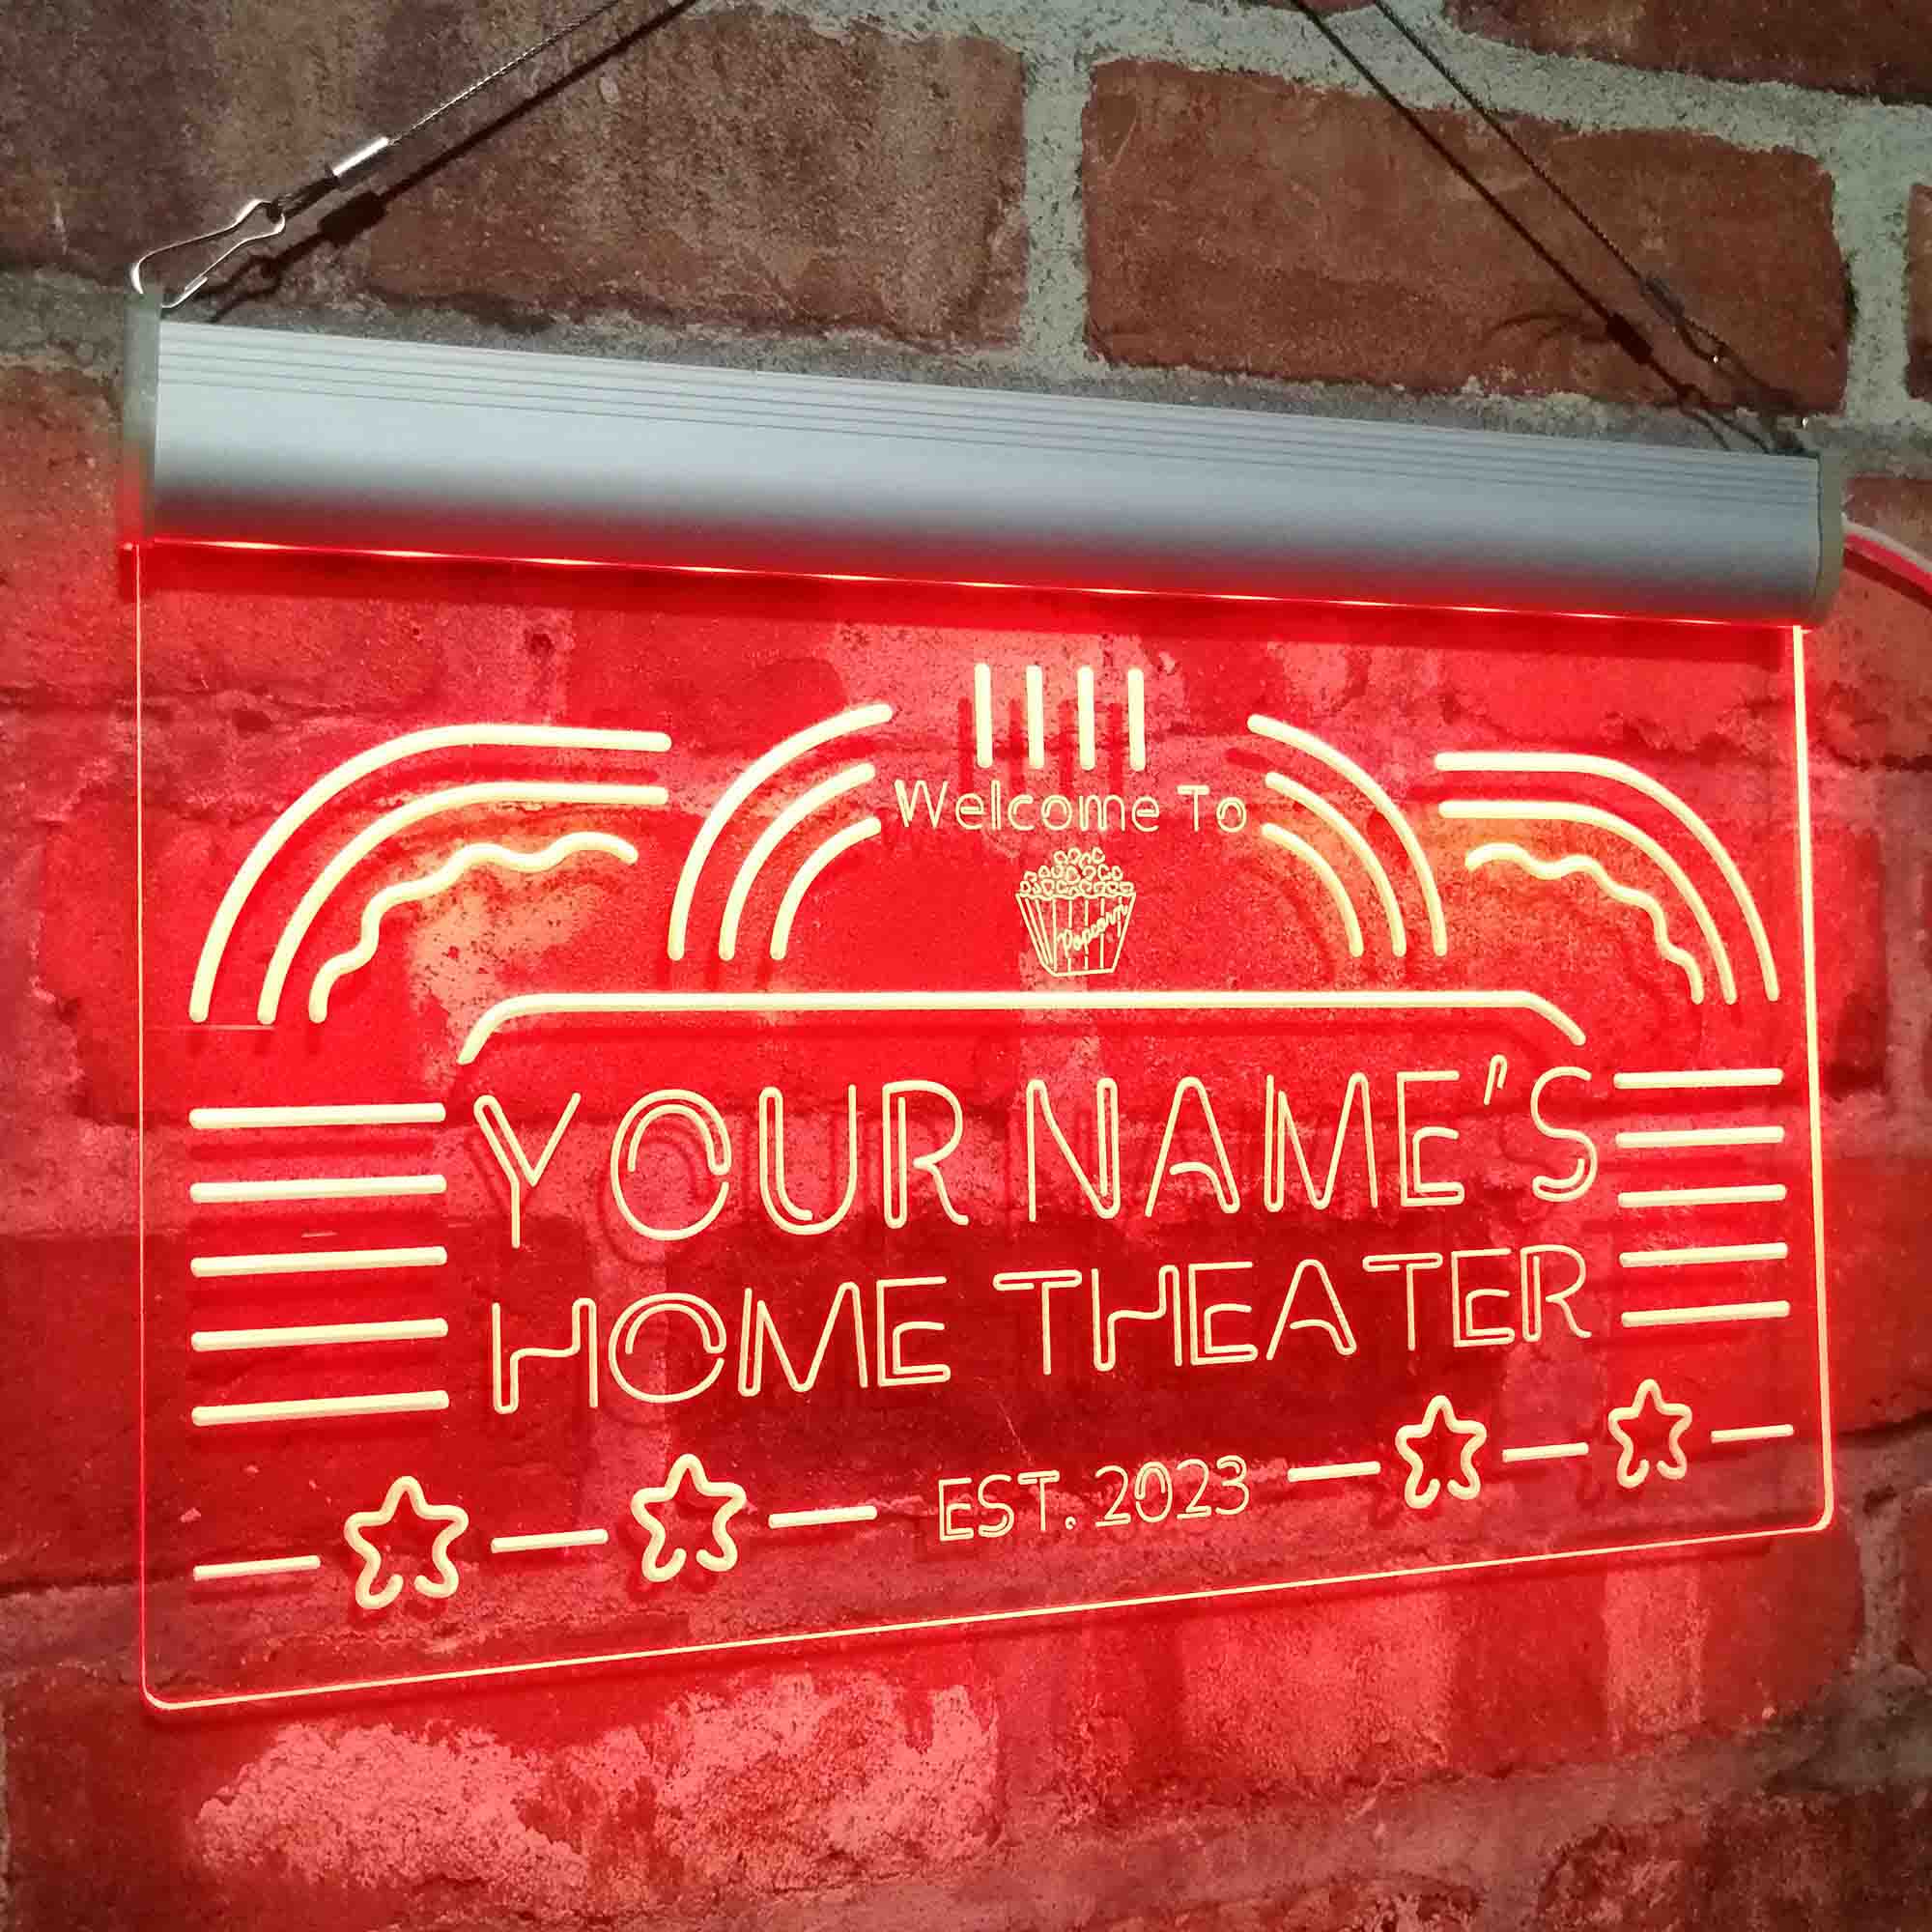 Welcome To
Popcorn
YOUR NAME'S
HOME THEATER
EST. 2023